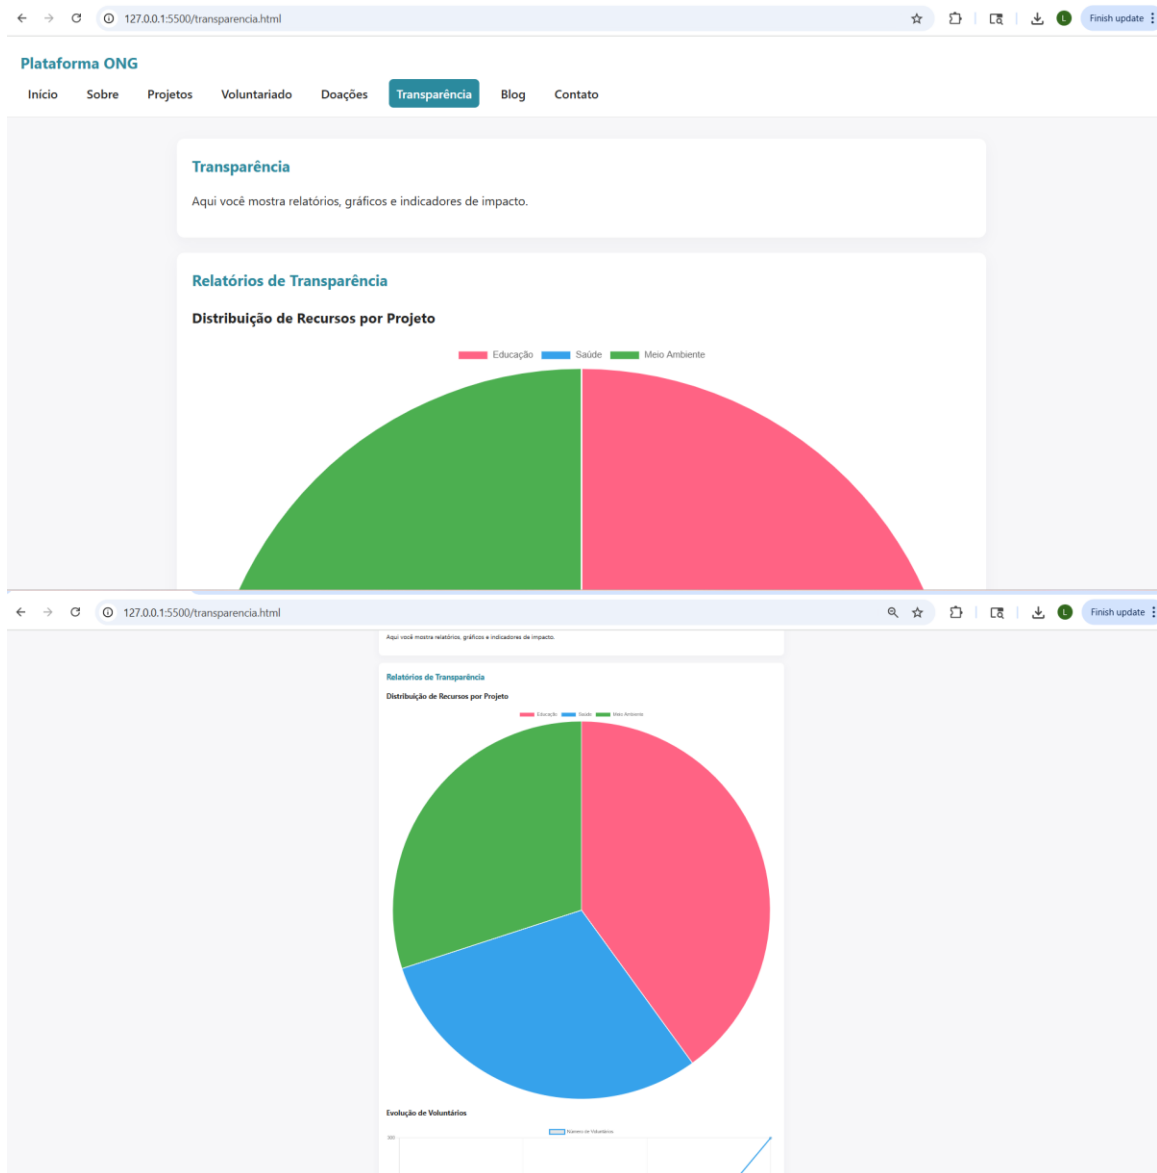 127.0.0.1:5500/transparencia.html
L
Finish update
Plataforma ONG
Início Sobre Projetos Voluntariado Doações Transparência Blog Contato
Transparência
Aqui você mostra relatórios, gráficos e indicadores de impacto.
Relatórios de Transparência
Distribuição de Recursos por Projeto
Educação Saúde Meio Ambiente
127.0.0.1:5500/transparencia.html
L
Finish update
Aqui você mostra relatórios, gráficos e indicadores de impacto.
Relatórios de Transparência
Distribuição de Recursos por Projeto
Educação Saúde Meio Ambiente
Evolução de Voluntários
Número de Voluntários